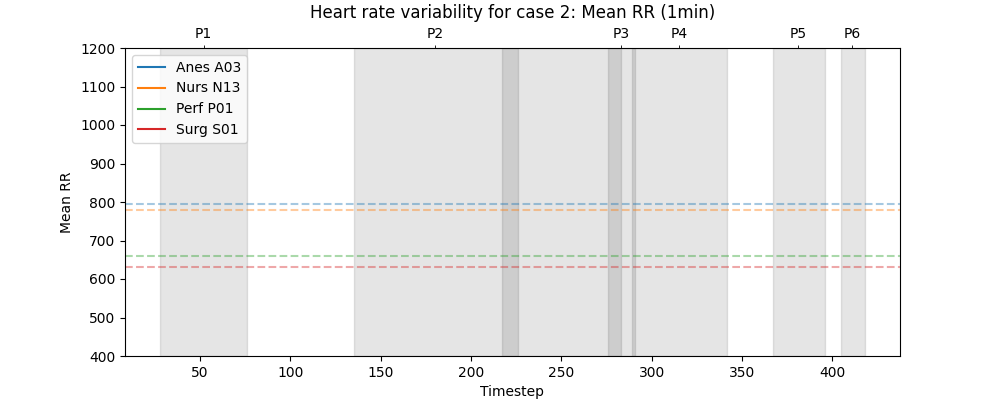 Heart rate variability for case 2: Mean RR (1min)
P1 P2 P3 P4 P5 P6
1200
1100
1000
900
800
700
600
500
400
Mean RR
Anes A03
Nurs N13
Perf P01
Surg S01
50 100 150 200 250 300 350 400
Timestep